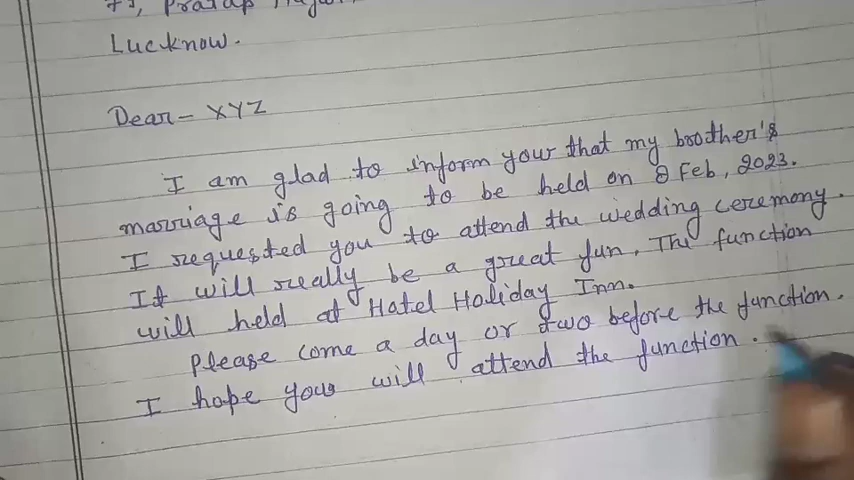 Lucknow.
Dear- XYZ
I am glad to inform your that my brother's
marriage is going to be held on 8 Feb, 2023.
I requested you to attend the wedding ceremony.
It will really be a great fun. The function
will held at Hatel Holiday Inn.
Please come a day or two before the function.
I hope your will attend the function.